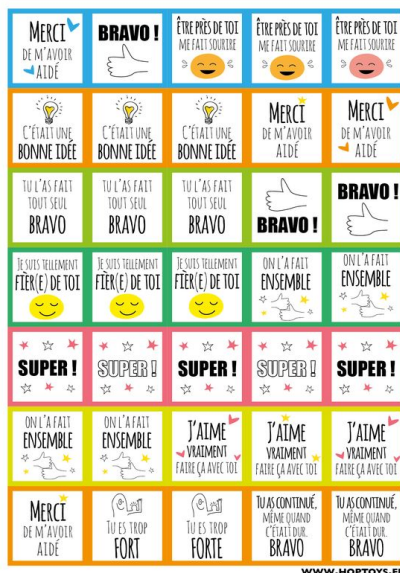 MERCI
DE M'AVOIR
AIDÉ
BRAVO !
ÊTRE PRÈS DE TOI
ME FAIT SOURIRE
ÊTRE PRÈS DE TOI
ME FAIT SOURIRE
ÊTRE PRÈS DE TOI
ME FAIT SOURIRE
C'ÉTAIT UNE
BONNE IDÉE
C'ÉTAIT UNE
BONNE IDÉE
C'ÉTAIT UNE
BONNE IDÉE
MERCI
DE M'AVOIR
AIDÉ
MERCI
DE M'AVOIR
AIDÉ
TU L'AS FAIT
TOUT SEUL
BRAVO
TU L'AS FAIT
TOUT SEUL
BRAVO
TU L'AS FAIT
TOUT SEUL
BRAVO
BRAVO !
BRAVO !
JE SUIS TELLEMENT
FIÈR(E) DE TOI
JE SUIS TELLEMENT
FIÈR(E) DE TOI
JE SUIS TELLEMENT
FIÈR(E) DE TOI
ON L'A FAIT
ENSEMBLE
ON L'A FAIT
ENSEMBLE
SUPER !
SUPER !
SUPER !
SUPER !
SUPER !
ON L'A FAIT
ENSEMBLE
ON L'A FAIT
ENSEMBLE
J'AIME
VRAIMENT
FAIRE ÇA AVEC TOI
J'AIME
VRAIMENT
FAIRE ÇA AVEC TOI
J'AIME
VRAIMENT
FAIRE ÇA AVEC TOI
MERCI
DE M'AVOIR
AIDÉ
TU ES TROP
FORT
TU ES TROP
FORTE
TU AS CONTINUÉ,
MÊME QUAND
C'ÉTAIT DUR.
BRAVO
TU AS CONTINUÉ,
MÊME QUAND
C'ÉTAIT DUR.
BRAVO
WWW.HOPTOYS.F